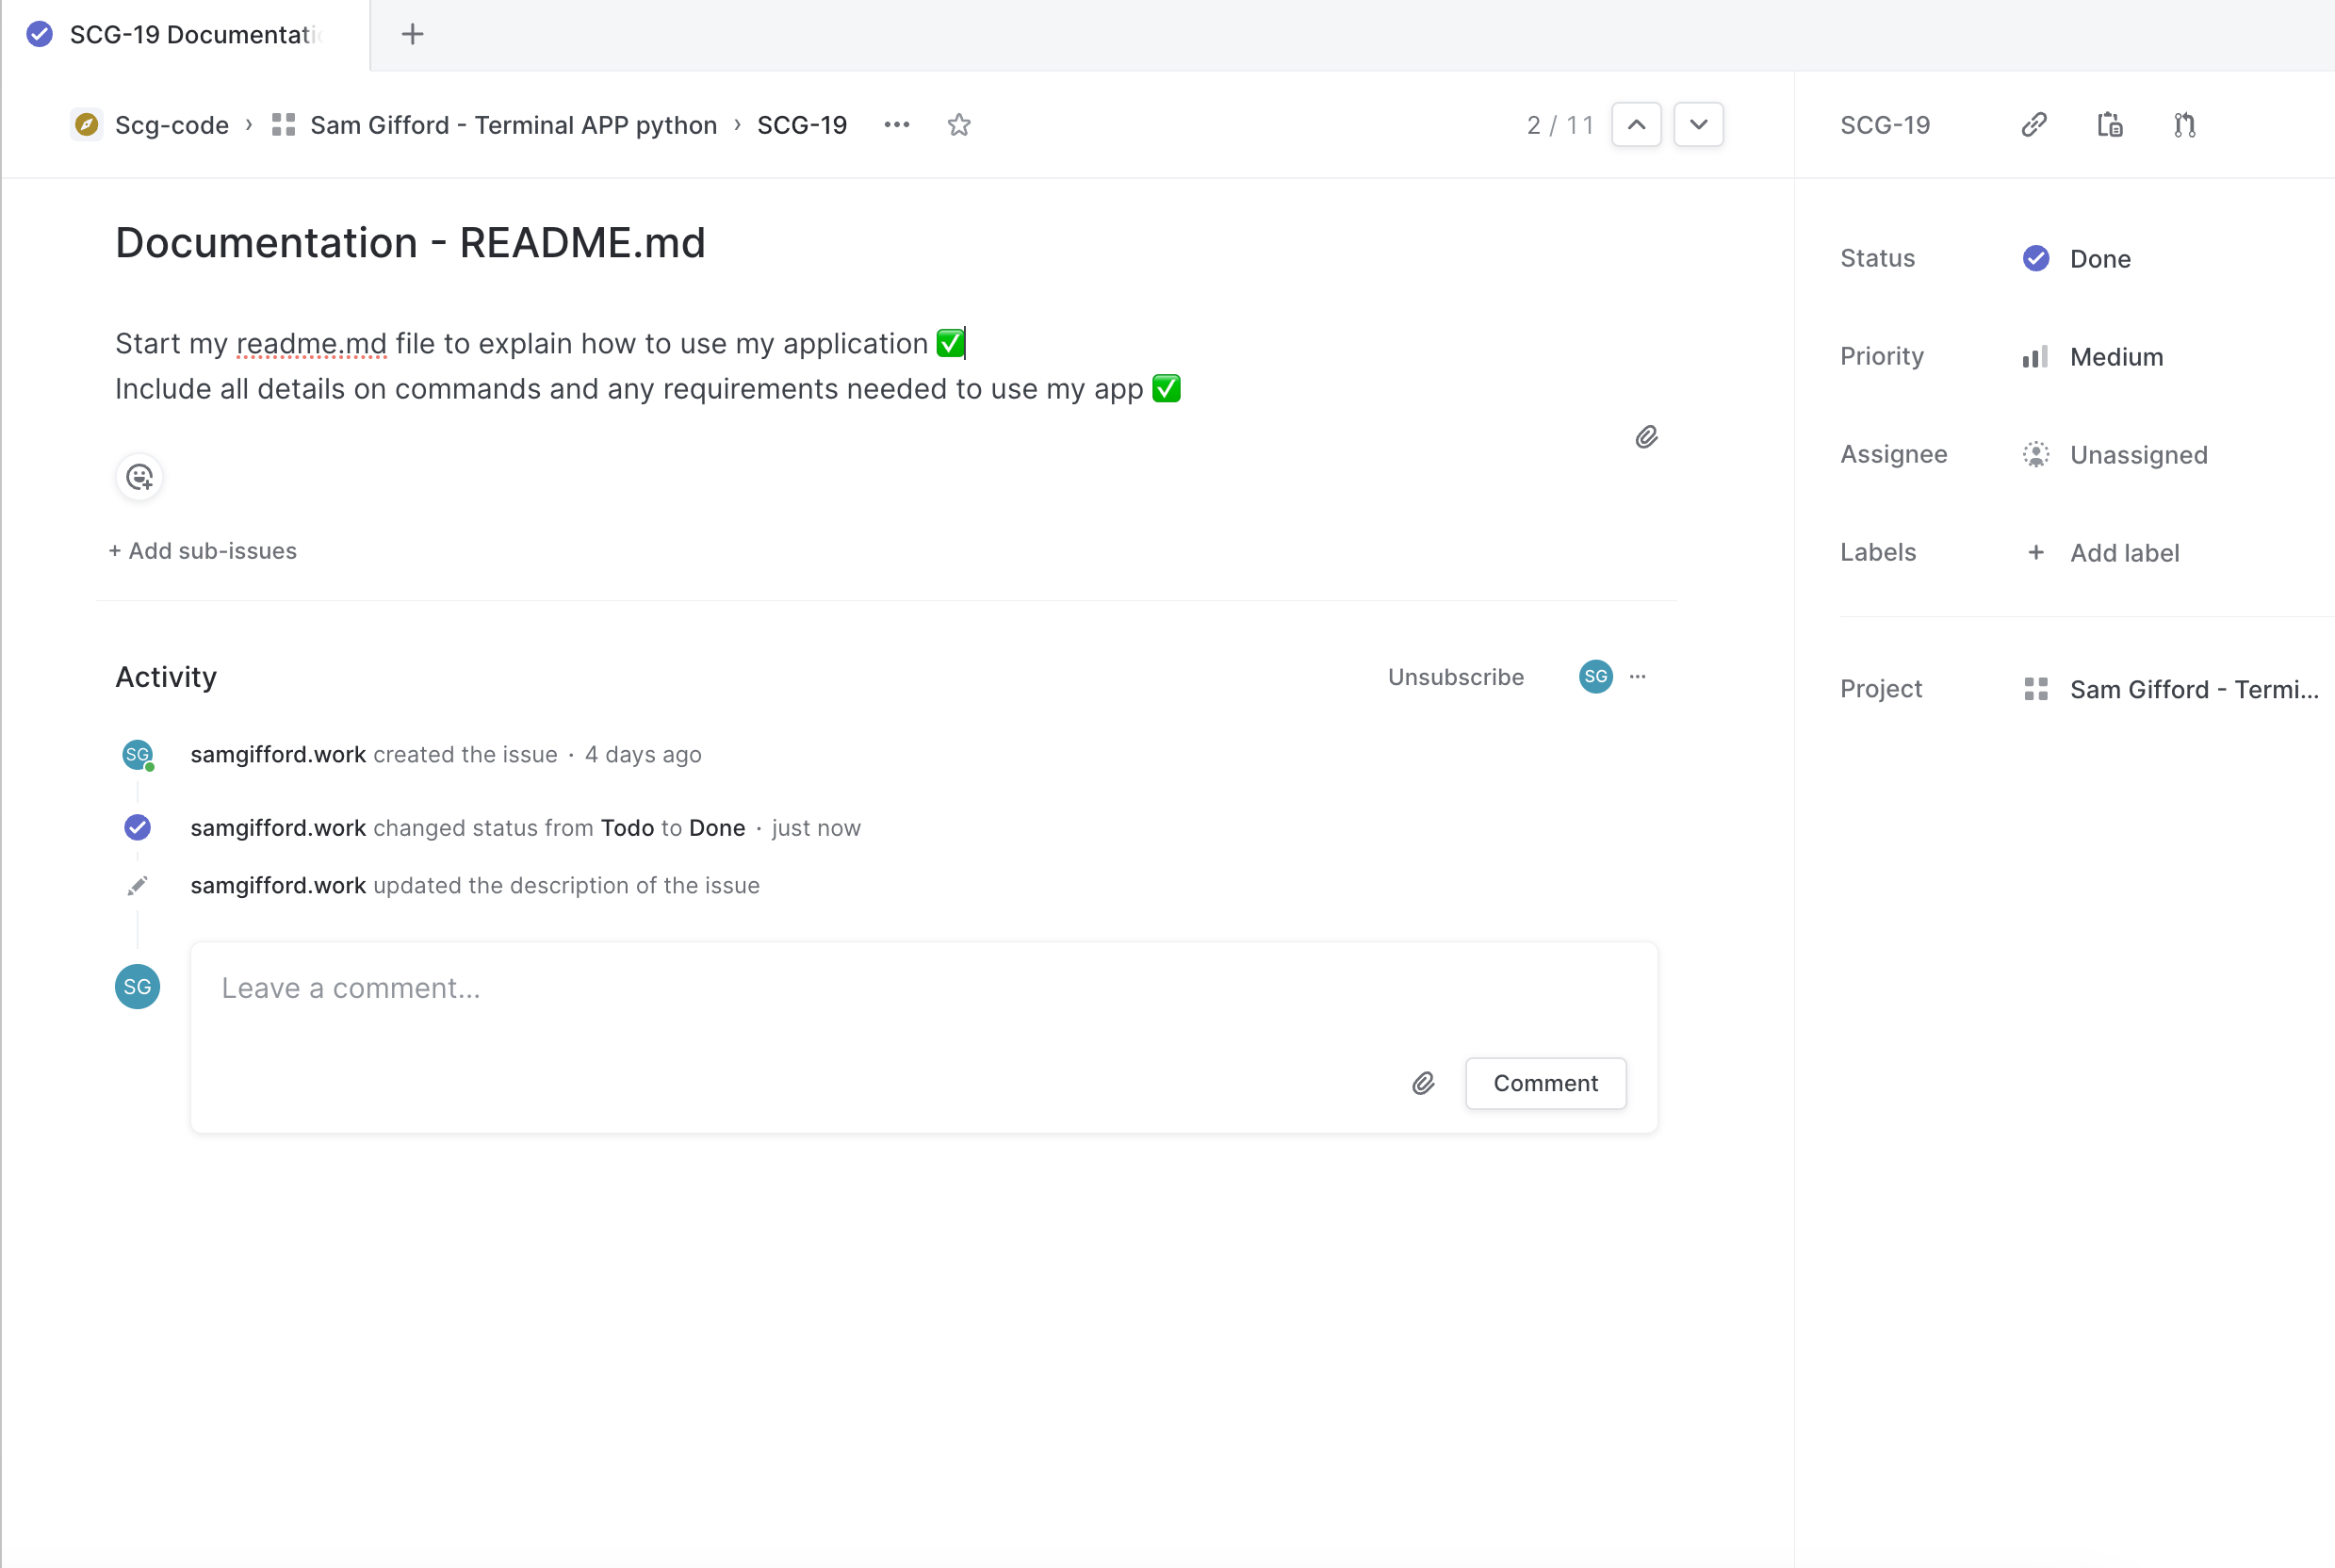 SCG-19 Documentati
Scg-code › Sam Gifford - Terminal APP python › SCG-19
2 / 11
SCG-19
Documentation - README.md
Start my readme.md file to explain how to use my application ✅
Include all details on commands and any requirements needed to use my app ✅
+ Add sub-issues
Status Done
Priority Medium
Assignee Unassigned
Labels + Add label
Project Sam Gifford - Termi...
Activity
Unsubscribe SG
SG samgifford.work created the issue · 4 days ago
samgifford.work changed status from Todo to Done · just now
samgifford.work updated the description of the issue
SG
Leave a comment...
Comment